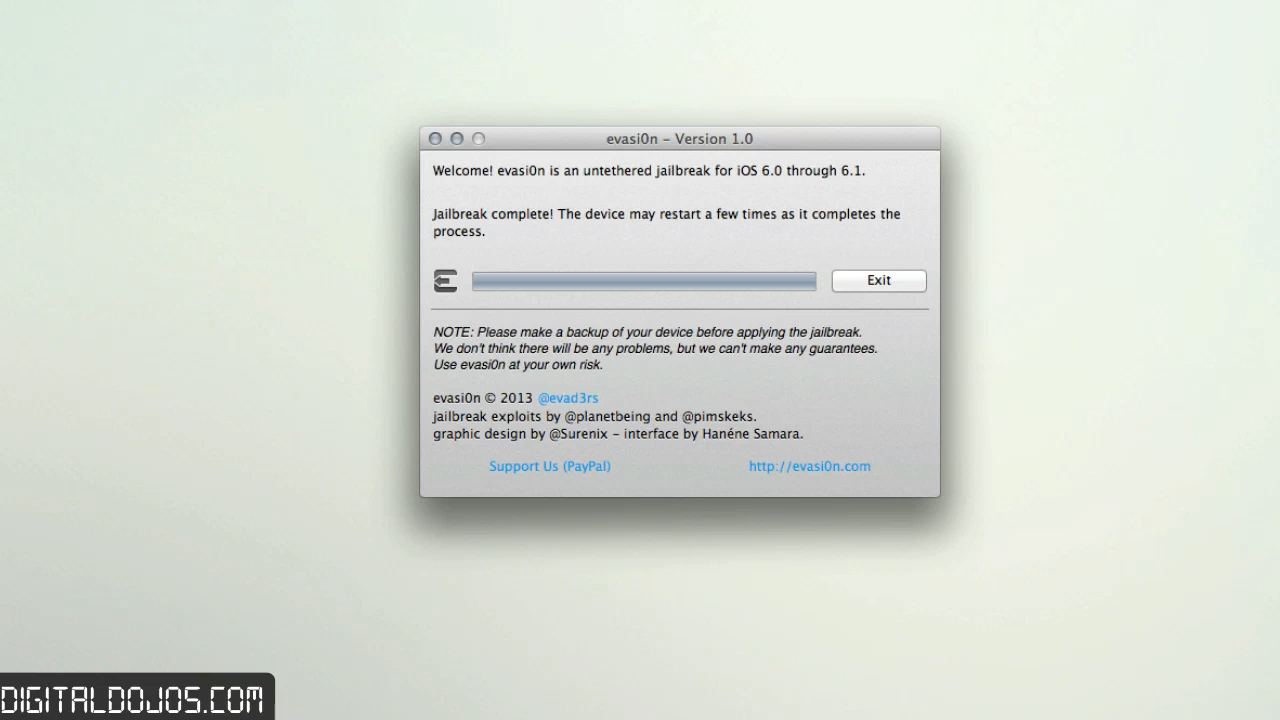 evasi0n – Version 1.0
Welcome! evasi0n is an untethered jailbreak for iOS 6.0 through 6.1.
Jailbreak complete! The device may restart a few times as it completes the
process.
Exit
NOTE: Please make a backup of your device before applying the jailbreak.
We don't think there will be any problems, but we can't make any guarantees.
Use evasi0n at your own risk.
evasi0n © 2013 @evad3rs
jailbreak exploits by @planetbeing and @pimskeks.
graphic design by @Surenix – interface by Hanéne Samara.
Support Us (PayPal) http://evasi0n.com
DIGITALDOJOS.COM